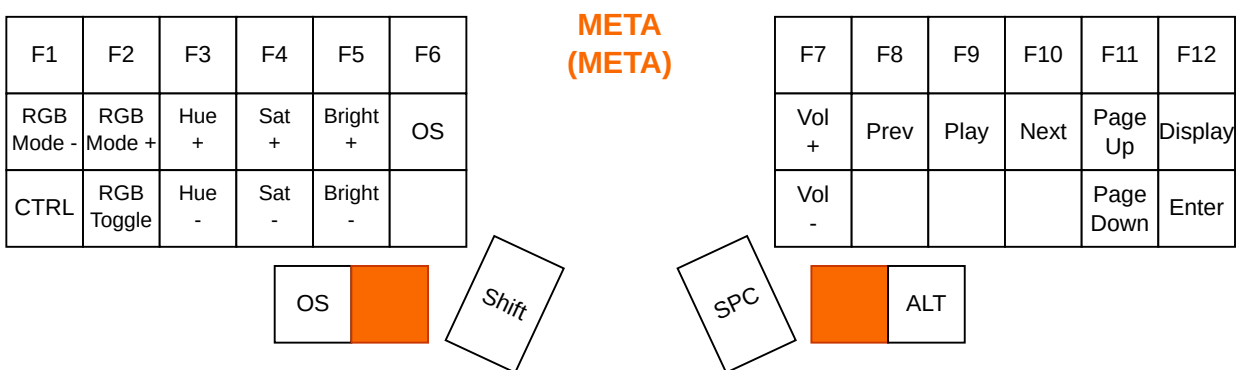 META
(META)
F1 F2 F3 F4 F5 F6 F7 F8 F9 F10 F11 F12
RGB Mode - RGB Mode + Hue + Sat + Bright + OS Vol + Prev Play Next Page Up Display
CTRL RGB Toggle Hue - Sat - Bright - Vol - Page Down Enter
OS Shift SPC ALT